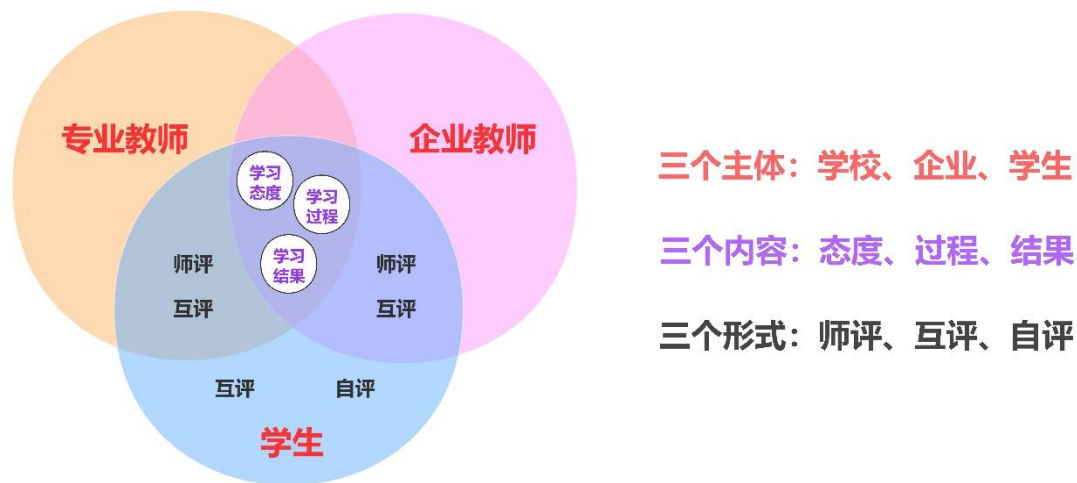 专业教师
企业教师
学习
态度
学习
过程
学习
结果
师评
师评
互评
互评
互评
自评
学生
三个主体：学校、企业、学生
三个内容：态度、过程、结果
三个形式：师评、互评、自评